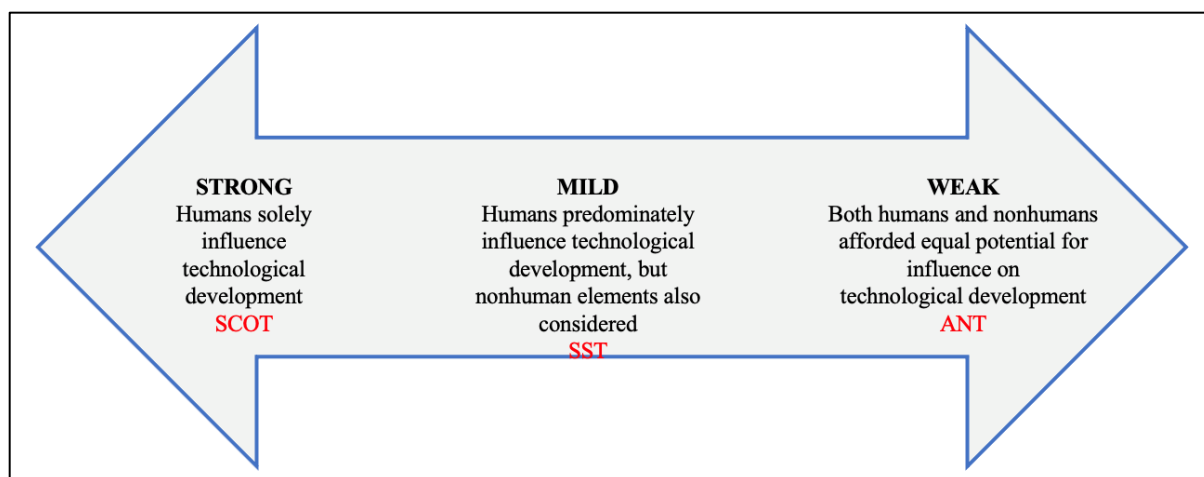 STRONG
Humans solely
influence
technological
development
SCOT
MILD
Humans predominately
influence technological
development, but
nonhuman elements also
considered
SST
WEAK
Both humans and nonhumans
afforded equal potential for
influence on
technological development
ANT